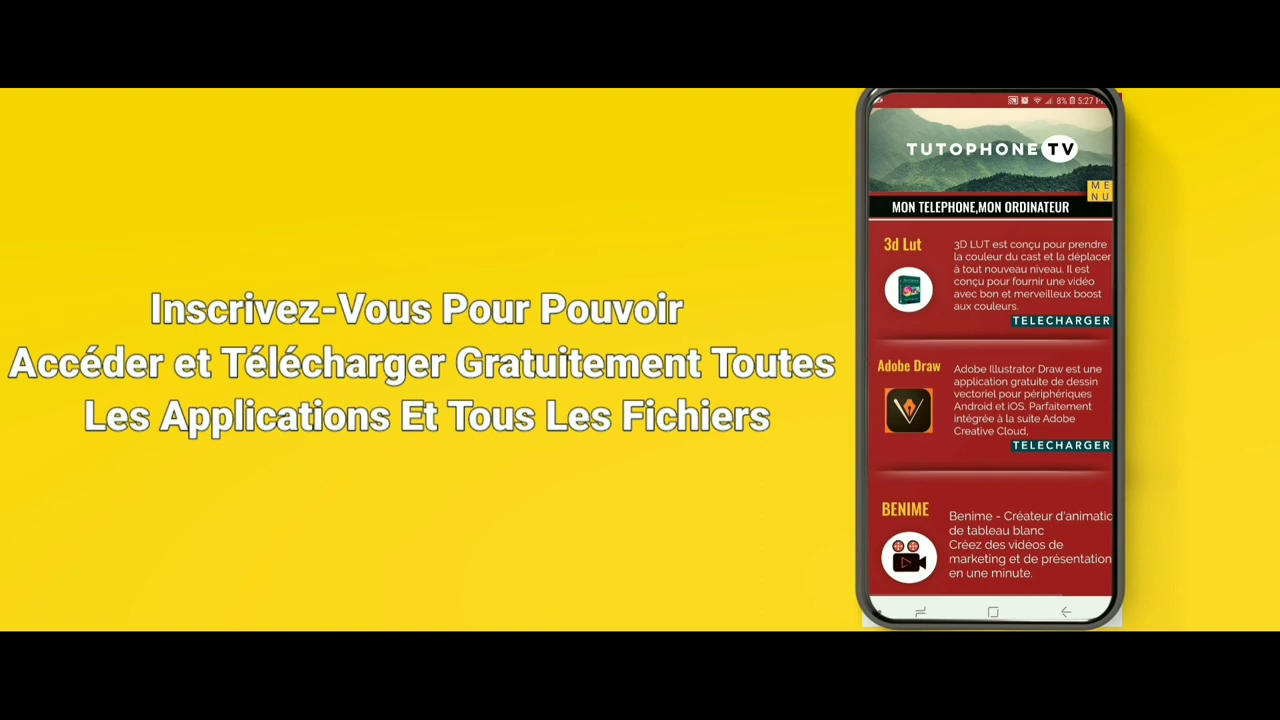 Inscrivez-Vous Pour Pouvoir
Accéder et Télécharger Gratuitement Toutes
Les Applications Et Tous Les Fichiers
8% 5:27
TUTOPHONE TV
ME
NU
MON TELEPHONE,MON ORDINATEUR
3d Lut
3D LUT est conçu pour prendre
la couleur du cast et la déplacer
à tout nouveau niveau. Il est
conçu pour fournir une vidéo
avec bon et merveilleux boost
aux couleurs.
TELECHARGER
Adobe Draw
Adobe Illustrator Draw est une
application gratuite de dessin
vectoriel pour périphériques
Android et iOS. Parfaitement
intégrée à la suite Adobe
Creative Cloud,
TELECHARGER
BENIME
Benime - Créateur d'animatic
de tableau blanc
Créez des vidéos de
marketing et de présentation
en une minute.